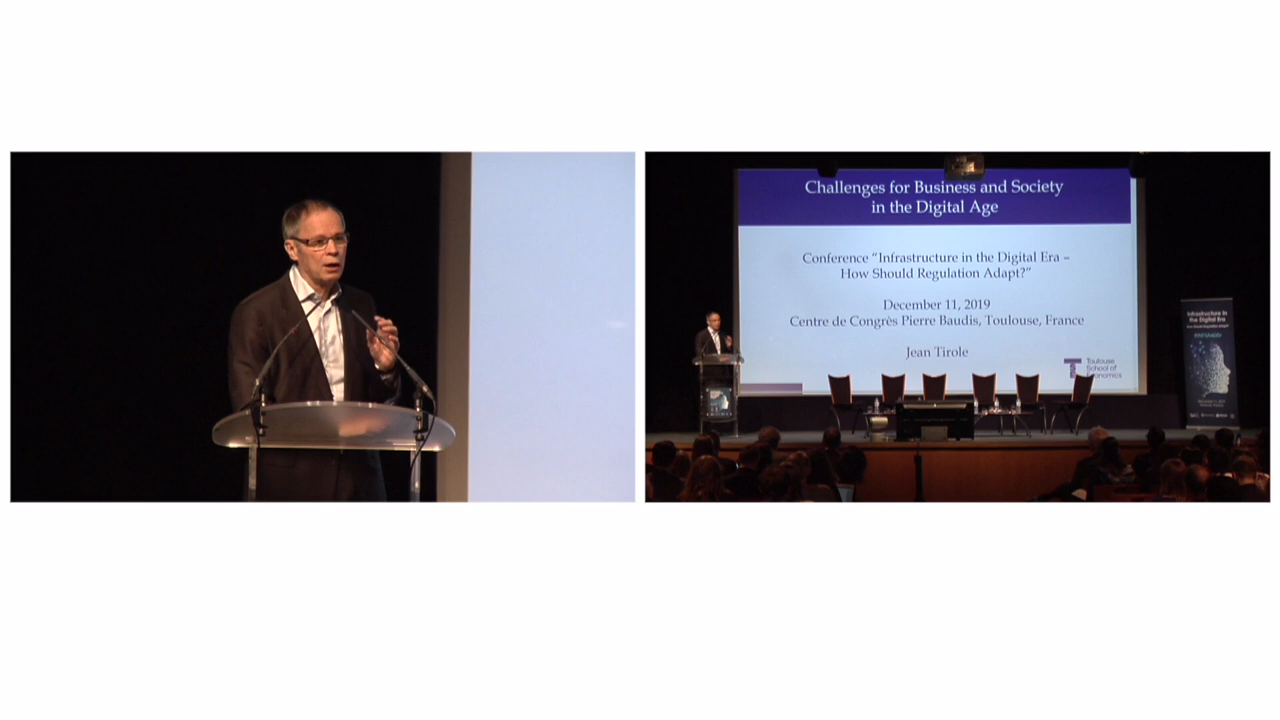 Challenges for Business and Society
in the Digital Age
Conference “Infrastructure in the Digital Era –
How Should Regulation Adapt?”
December 11, 2019
Centre de Congrès Pierre Baudis, Toulouse, France
Jean Tirole
Toulouse
School of
Economics
Infrastructure in
the Digital Era